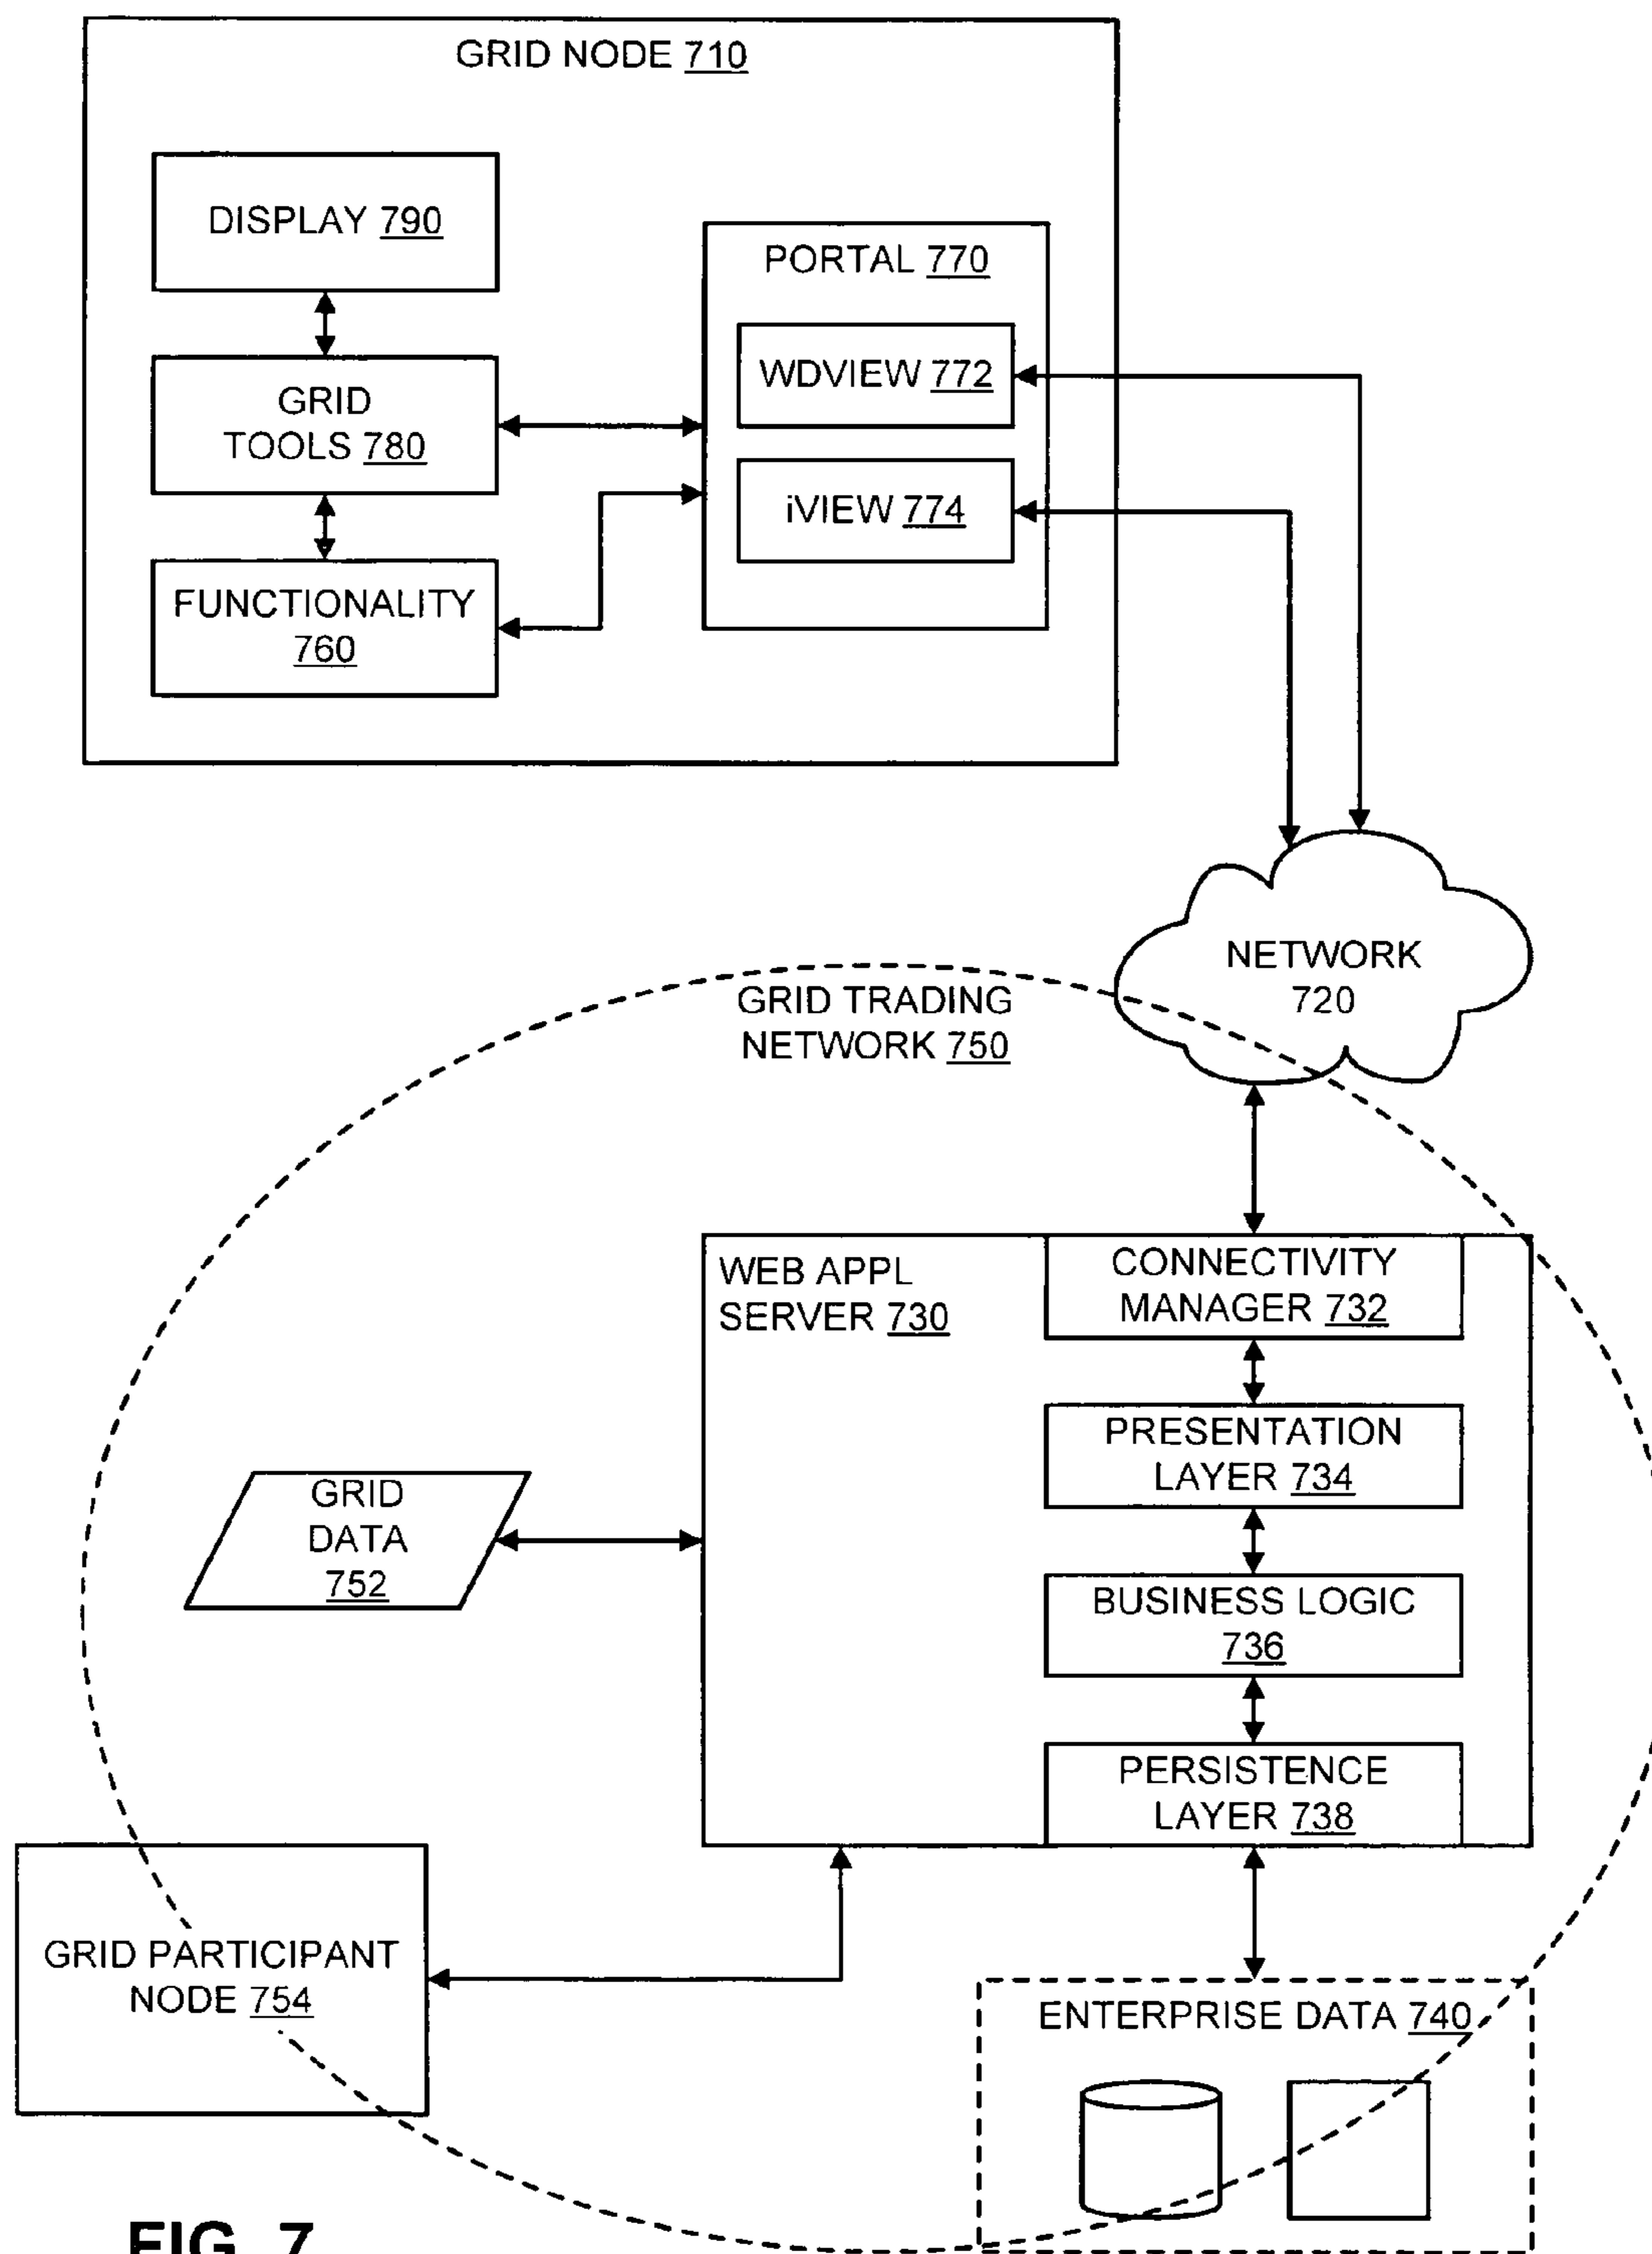 GRID NODE 710
DISPLAY 790
PORTAL 770
WDVIEW 772
GRID
TOOLS 780
iVIEW 774
FUNCTIONALITY
760
NETWORK
720
GRID TRADING
NETWORK 750
WEB APPL
SERVER 730
CONNECTIVITY
MANAGER 732
PRESENTATION
LAYER 734
GRID
DATA
752
BUSINESS LOGIC
736
PERSISTENCE
LAYER 738
GRID PARTICIPANT
NODE 754
ENTERPRISE DATA 740
FIG. 7